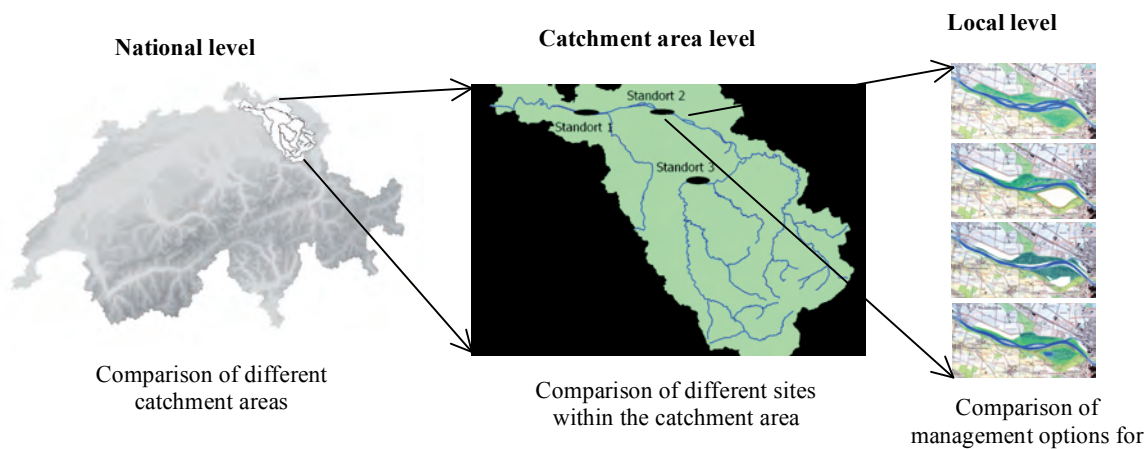 National level
Catchment area level
Local level
Standort 2
Standort 1
Standort 3
Comparison of different
catchment areas
Comparison of different sites
within the catchment area
Comparison of
management options for